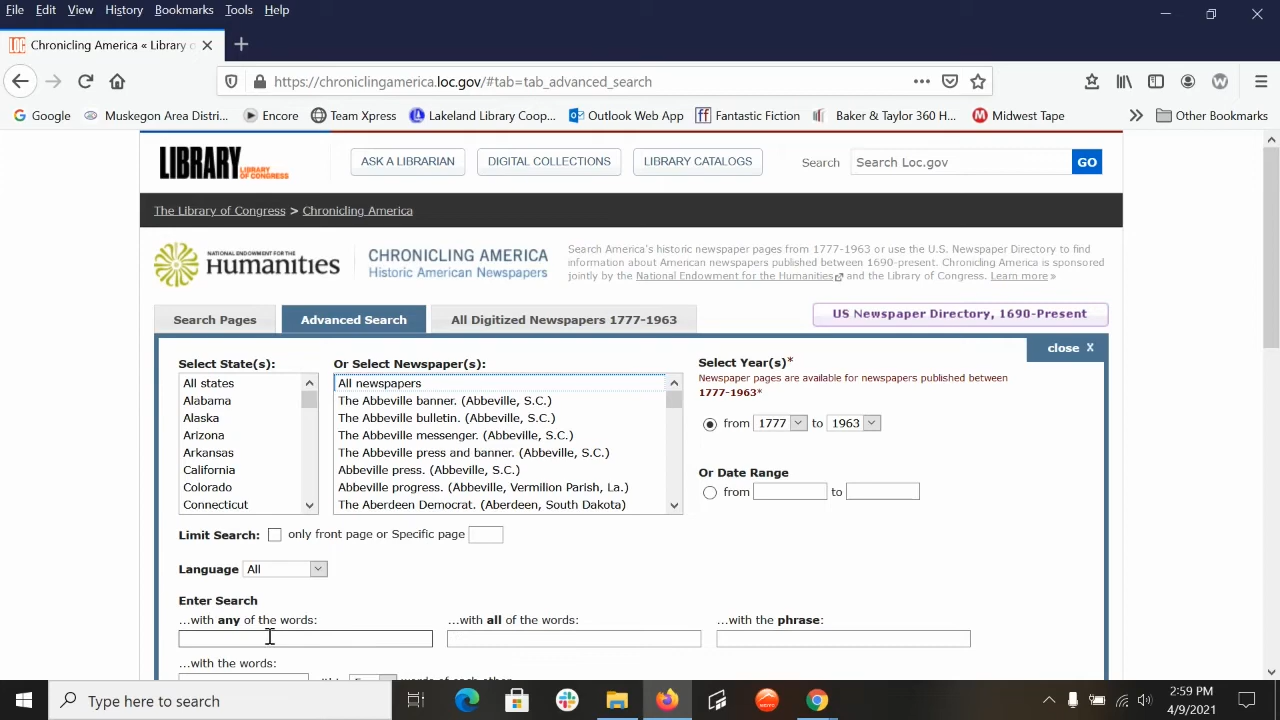 File Edit View History Bookmarks Tools Help
Chronicling America « Library o
https://chroniclingamerica.loc.gov/#tab=tab_advanced_search
Google Muskegon Area Distri... Encore Team Xpress Lakeland Library Coop... Outlook Web App Fantastic Fiction Baker & Taylor 360 H... Midwest Tape Other Bookmarks
LIBRARY LIBRARY OF CONGRESS ASK A LIBRARIAN DIGITAL COLLECTIONS LIBRARY CATALOGS Search Search Loc.gov GO
The Library of Congress > Chronicling America
NATIONAL ENDOWMENT FOR THE
Humanities
CHRONICLING AMERICA
Historic American Newspapers
Search America's historic newspaper pages from 1777-1963 or use the U.S. Newspaper Directory to find
information about American newspapers published between 1690-present. Chronicling America is sponsored
jointly by the National Endowment for the Humanities and the Library of Congress. Learn more »
Search Pages Advanced Search All Digitized Newspapers 1777-1963 US Newspaper Directory, 1690-Present
close X
Select State(s):
All states
Alabama
Alaska
Arizona
Arkansas
California
Colorado
Connecticut
Or Select Newspaper(s):
All newspapers
The Abbeville banner. (Abbeville, S.C.)
The Abbeville bulletin. (Abbeville, S.C.)
The Abbeville messenger. (Abbeville, S.C.)
The Abbeville press and banner. (Abbeville, S.C.)
Abbeville press. (Abbeville, S.C.)
Abbeville progress. (Abbeville, Vermilion Parish, La.)
The Aberdeen Democrat. (Aberdeen, South Dakota)
Select Year(s)*
Newspaper pages are available for newspapers published between
1777-1963*
from 1777 to 1963
Or Date Range
from to
Limit Search: only front page or Specific page
Language All
Enter Search
...with any of the words: ...with all of the words: ...with the phrase:
...with the words:
words of each other
Type here to search
2:59 PM
4/9/2021